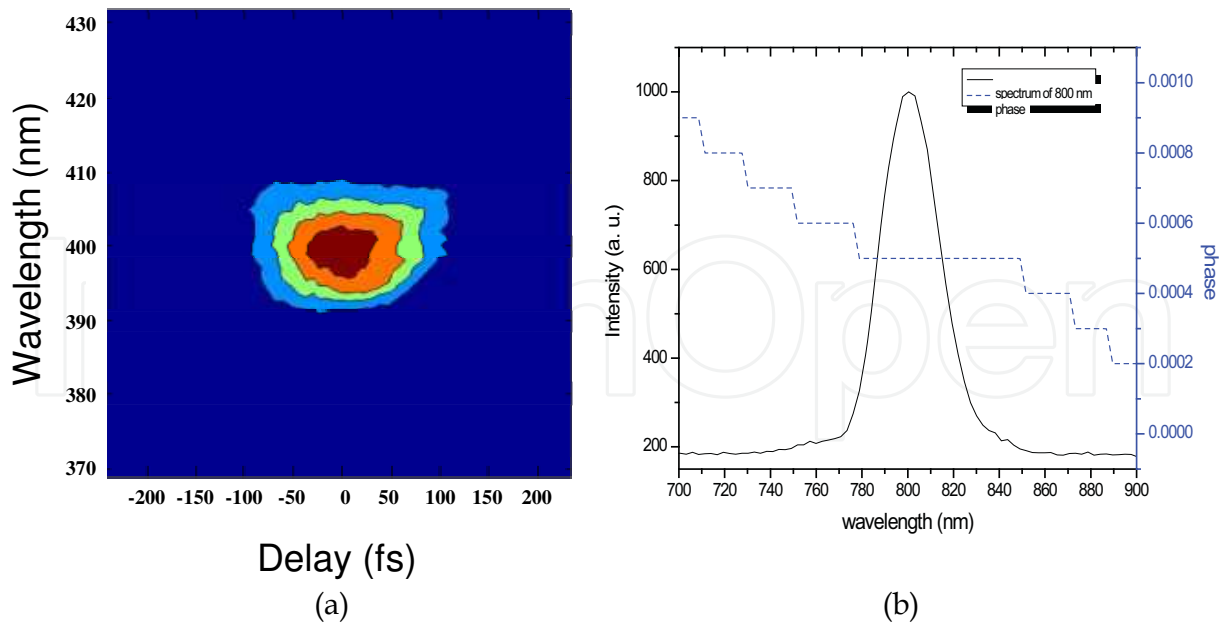 430
420
410
400
390
380
370
Wavelength (nm)
-200 -150 -100 -50 0 50 100 150 200
Delay (fs)
(a)
1000
800
600
400
200
Intensity (a. u.)
spectrum of 800 nm
phase
0.0010
0.0008
0.0006
0.0004
0.0002
0.0000
phase
700 720 740 760 780 800 820 840 860 880 900
wavelength (nm)
(b)
InOpen